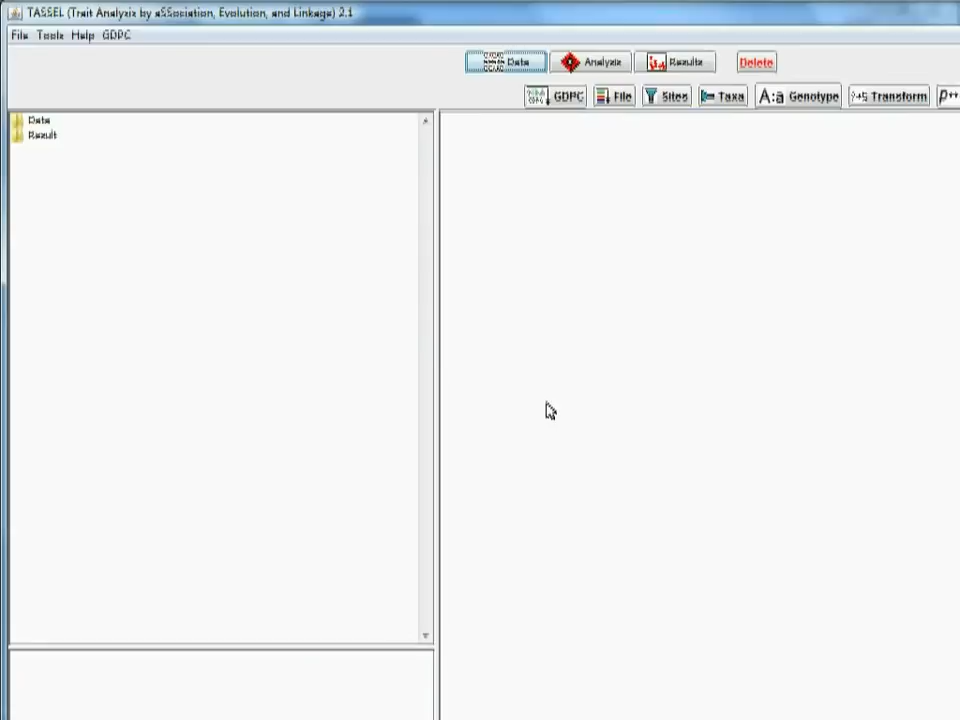 TASSEL (Trait Analysis by aSSociation, Evolution, and Linkage) 2.1
File Tools Help GDPC
Data Analysis Results Delete
GDPC File Sites Taxa A:a Genotype Transform P++
Data
Result